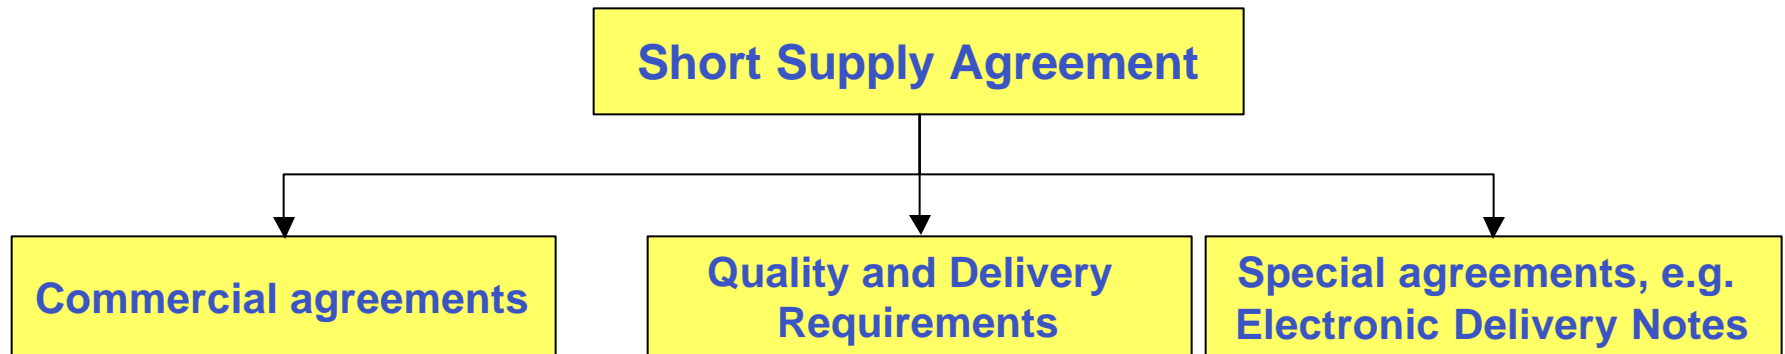 Short Supply Agreement
Commercial agreements
Quality and Delivery
Requirements
Special agreements, e.g.
Electronic Delivery Notes